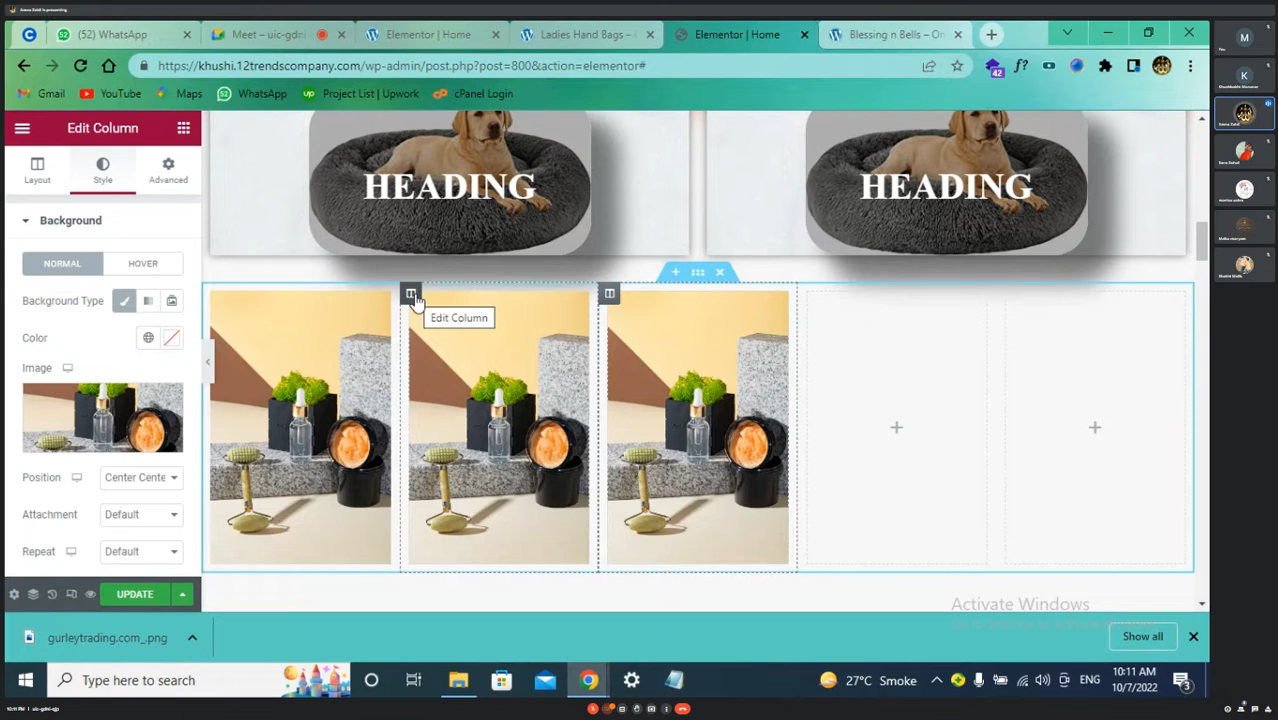 (52) WhatsApp
Meet – uic-gdni
Elementor | Home
Ladies Hand Bags –
Elementor | Home
Blessing n Bells – On
https://khushi.12trendscompany.com/wp-admin/post.php?post=800&action=elementor#
42
f?
Gmail
YouTube
Maps
WhatsApp
Project List | Upwork
cPanel Login
Edit Column
Layout
Style
Advanced
Background
NORMAL
HOVER
Background Type
Color
Image
Position
Center Cente
Attachment
Default
Repeat
Default
UPDATE
HEADING
HEADING
Edit Column
Activate Windows
gurleytrading.com_.png
Show all
Type here to search
27°C Smoke
ENG
10:11 AM
10/7/2022
3
M
K